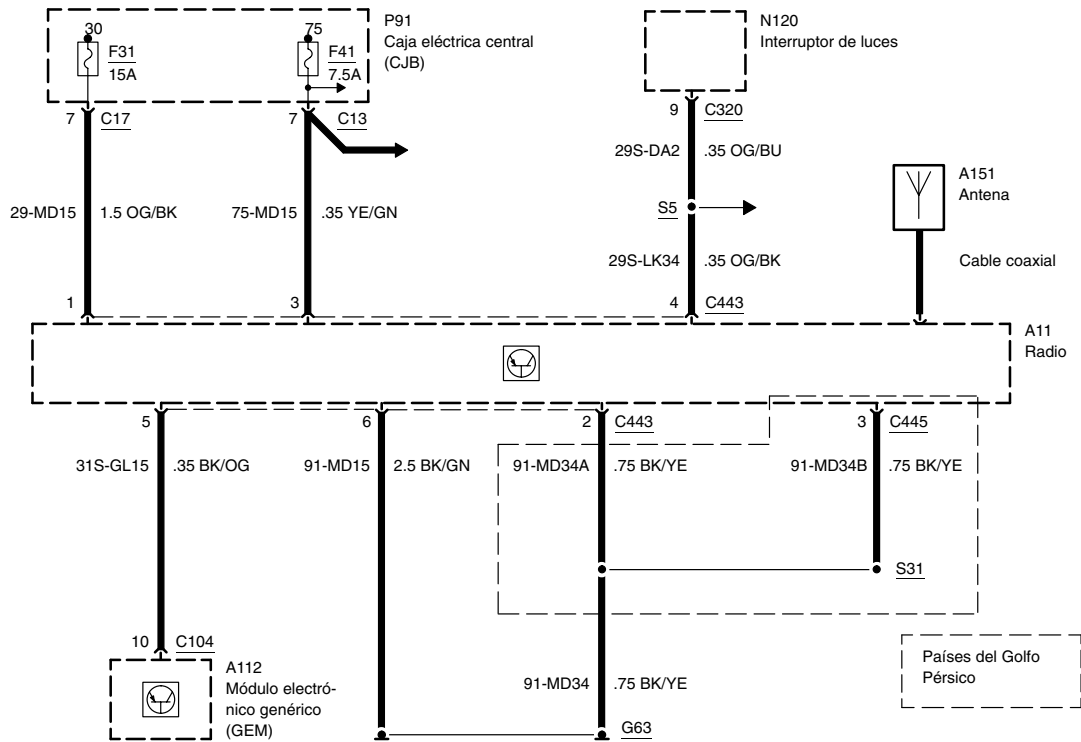 30
F31
15A
75
F41
7.5A
P91
Caja eléctrica central
(CJB)
N120
Interruptor de luces
7 C17
7 C13
9 C320
29S-DA2 .35 OG/BU
A151
Antena
S5
29-MD15 1.5 OG/BK
75-MD15 .35 YE/GN
29S-LK34 .35 OG/BK
Cable coaxial
1
3
4 C443
A11
Radio
5
6
2 C443
3 C445
31S-GL15 .35 BK/OG
91-MD15 2.5 BK/GN
91-MD34A .75 BK/YE
91-MD34B .75 BK/YE
S31
10 C104
A112
Módulo electró-
nico genérico
(GEM)
91-MD34 .75 BK/YE
G63
Países del Golfo
Pérsico